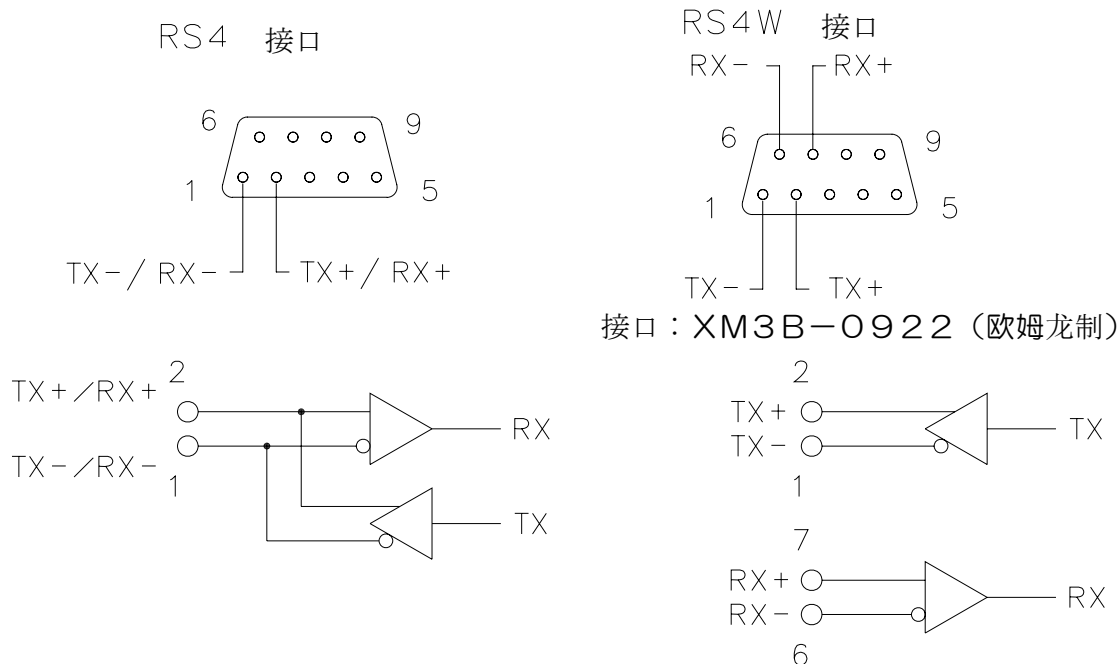 RS4 接口
6 9
1 5
TX-/RX- TX+/RX+
RS4W 接口
RX- RX+
6 9
1 5
TX- TX+
接口：XM3B-0922（欧姆龙制）
TX+/RX+ 2
RX
TX-/RX- 1
TX
2
TX+
TX-
TX
1
7
RX+
RX-
RX
6